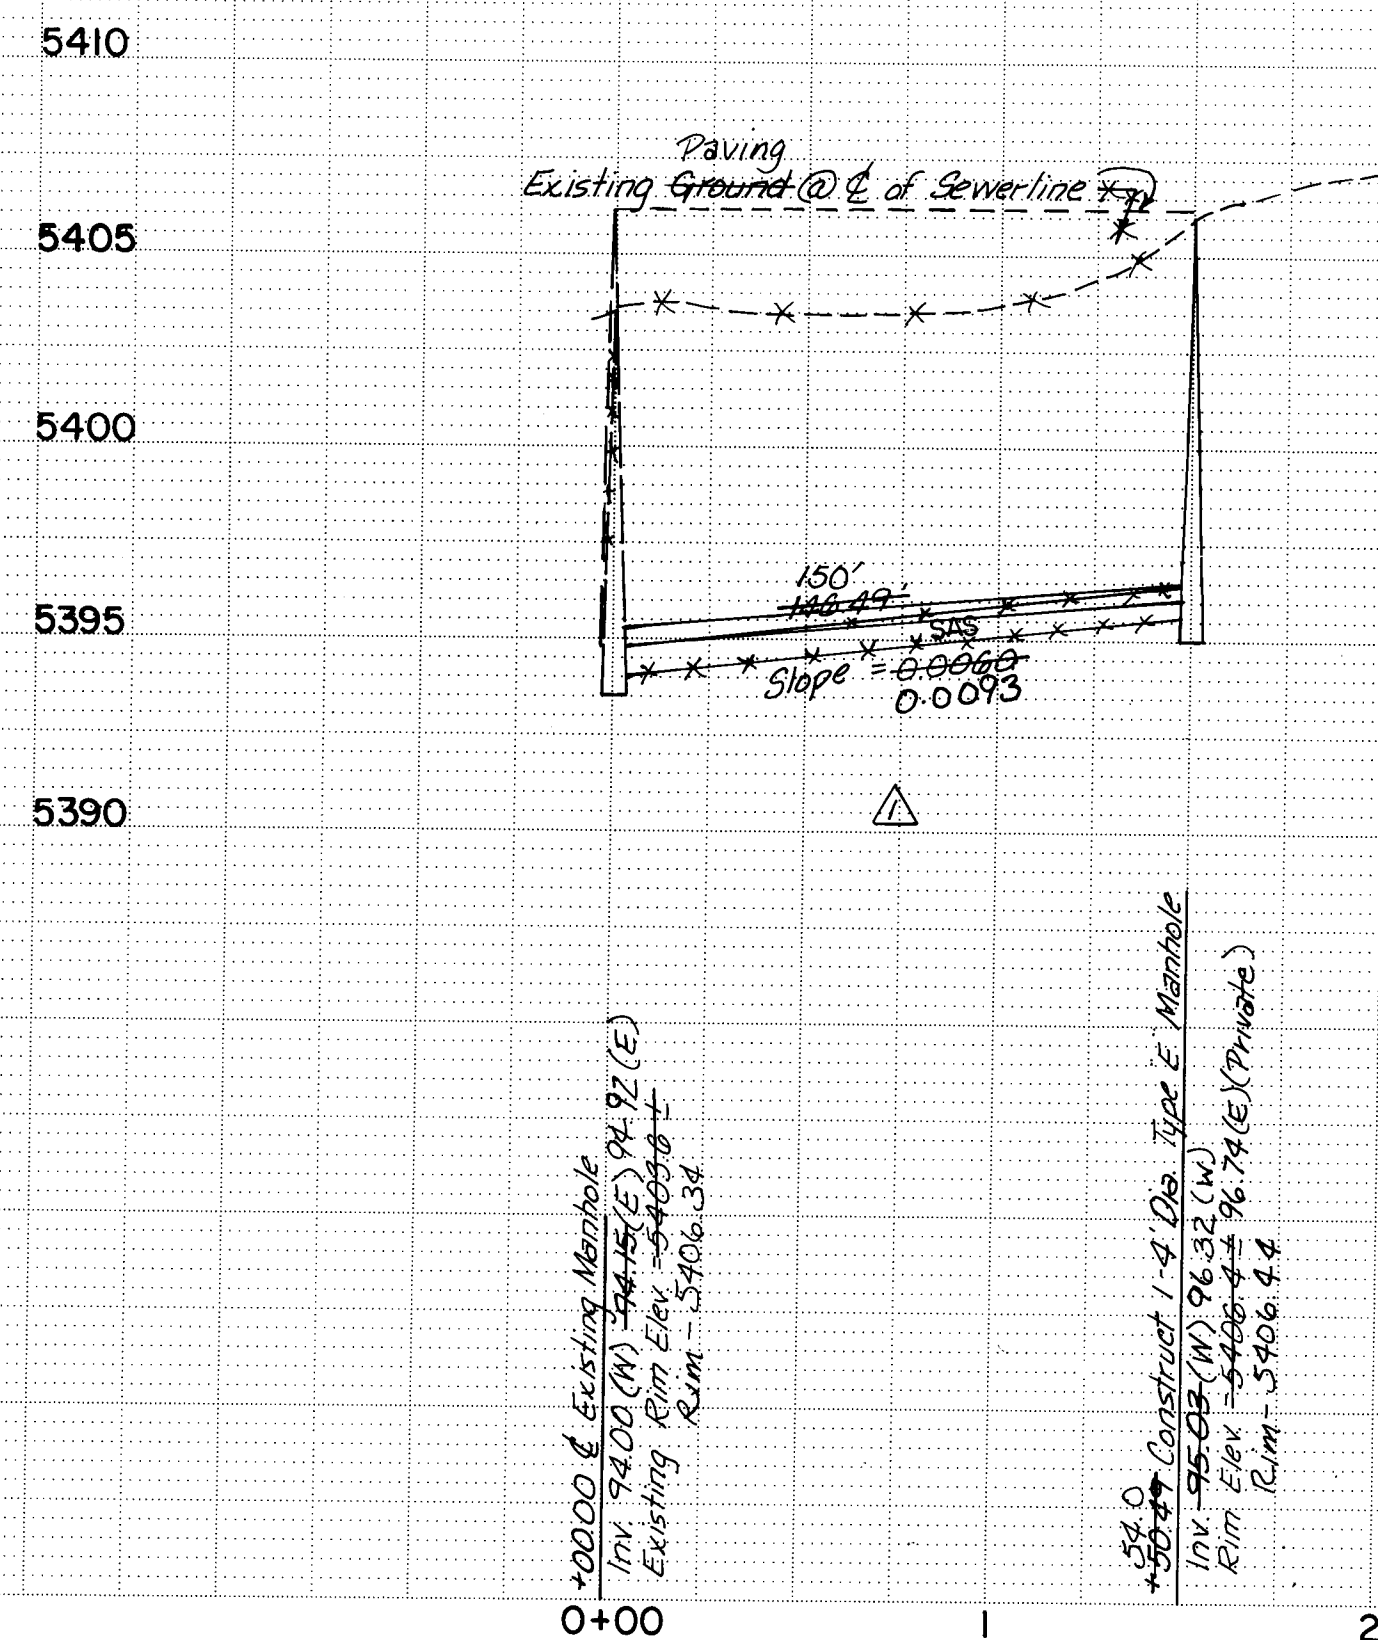 5410
Paving
Existing Ground @ ℄ of Sewerline
5405
5400
150'
146.49'
5395
SAS
Slope = 0.0060
0.0093
5390
1
+00.00 ℄ Existing Manhole
Inv. 94.00 (W) 94.15 (E) 94.92 (E)
Existing Rim Elev. = 5403.6 ±
Rim - 5406.34
54.0
+50.49 Construct 1-4' Dia. Type E Manhole
Inv. 95.03 (W) 96.32 (W)
Rim Elev. = 5406.4 ± 96.74 (E) (Private)
Rim - 5406.44
0+00
1
2